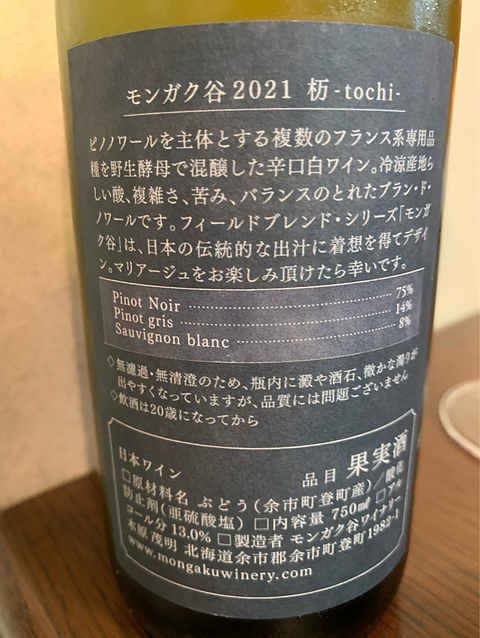 モンガク谷2021 杤-tochi-
ピノノワールを主体とする複数のフランス系専用品
種を野生酵母で混醸した辛口白ワイン。冷涼産地ら
しい酸、複雑さ、苦み、バランスのとれたブラン・ド・
ノワールです。フィールドブレンド・シリーズ「モンガ
ク谷」は、日本の伝統的な出汁に着想を得てデザイ
ン。マリアージュをお楽しみ頂けたら幸いです。
Pinot Noir 75%
Pinot gris 14%
Sauvignon blanc 8%
◇無濾過・無清澄のため、瓶内に澱や酒石、微かな濁りが
出やすくなっていますが、品質には問題ございません
◇飲酒は20歳になってから
日本ワイン 品目 果実酒
□原材料名 ぶどう(余市町登町産)/酸化
防止剤(亜硫酸塩) □内容量 750㎖ □アル
コール分 13.0% □製造者 モンガク谷ワイナリー
木原茂明 北海道余市郡余市町登町1982-1
www.mongakuwinery.com